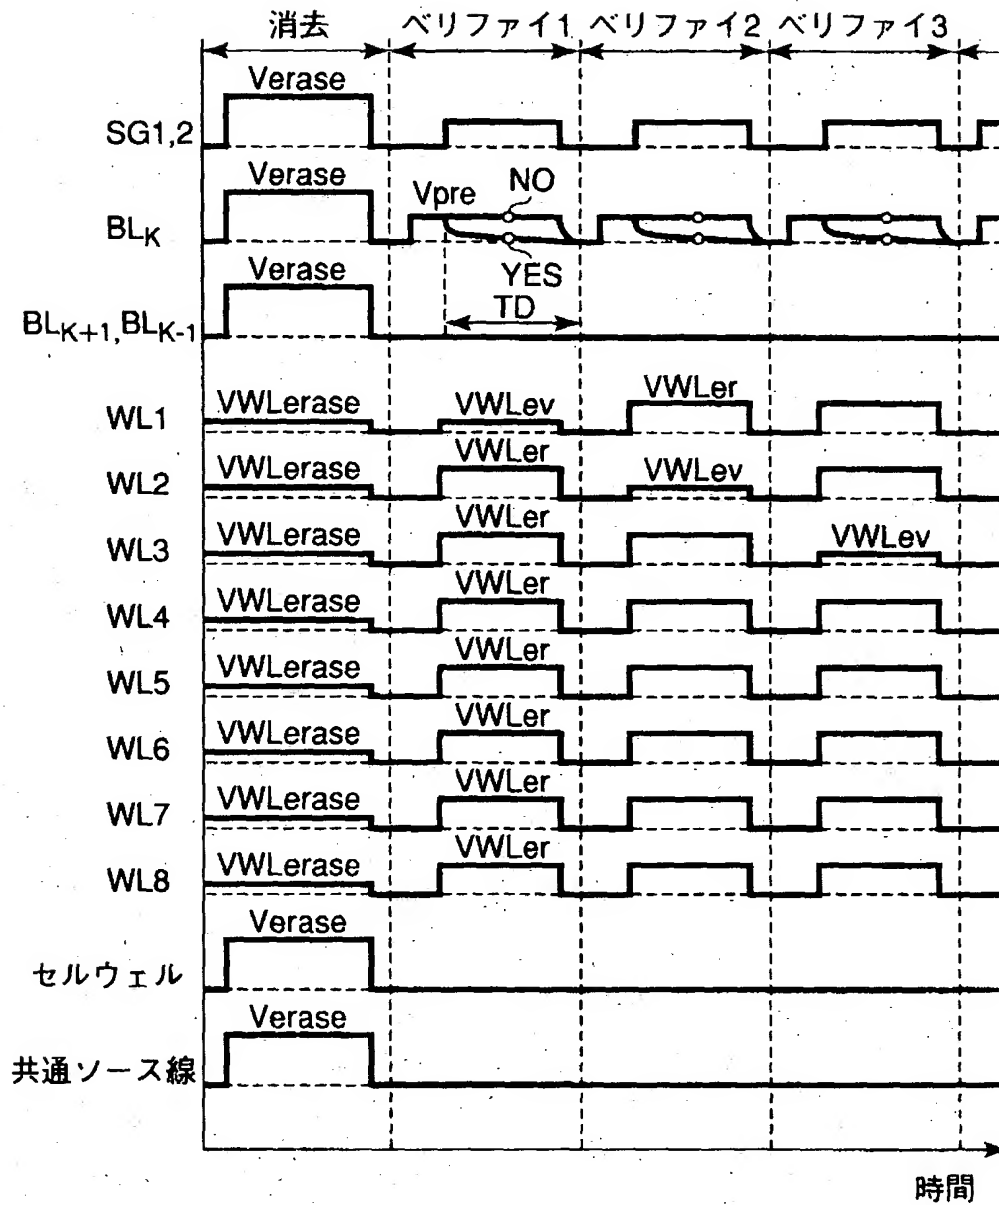 消去 ベリファイ1 ベリファイ2 ベリファイ3
Verase
SG1,2
Verase
Vpre NO
BLK
YES
Verase
TD
BLK+1,BLK-1
VWLerase VWLev VWLer
WL1
VWLer
VWLerase VWLev
WL2
VWLer
VWLerase VWLev
WL3
VWLer
VWLerase
WL4
VWLer
VWLerase
WL5
VWLer
VWLerase
WL6
VWLer
VWLerase
WL7
VWLer
VWLerase
WL8
Verase
セルウェル
Verase
共通ソース線
時間